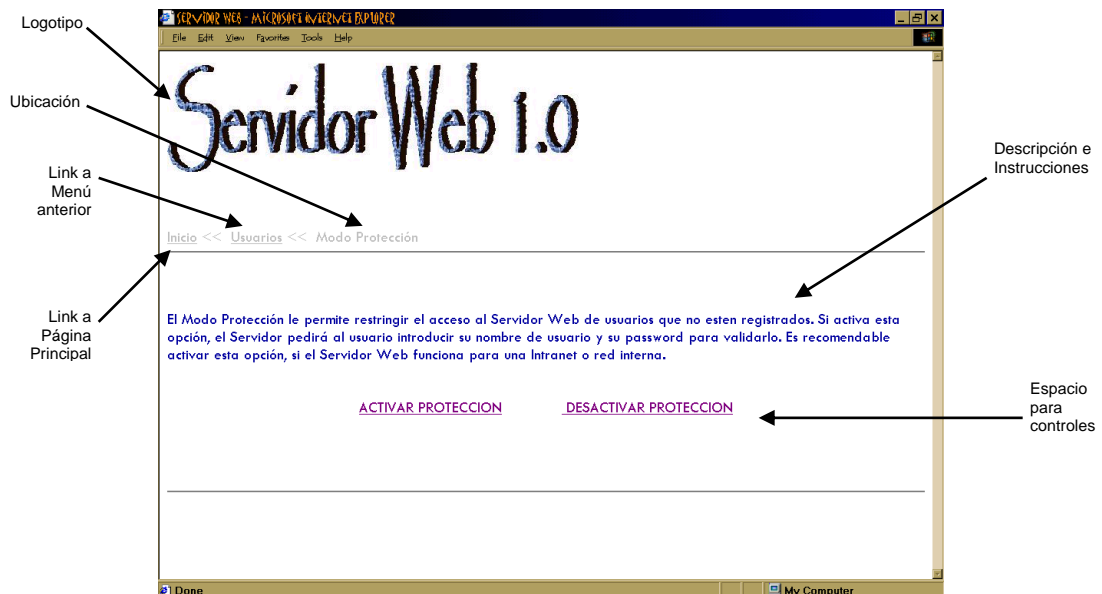 SERVIDOR WEB - MICROSOFT INTERNET EXPLORER
File Edit View Favorites Tools Help
Logotipo
Ubicación
Link a
Menú
anterior
Link a
Página
Principal
Servidor Web 1.0
Inicio << Usuarios << Modo Protección
El Modo Protección le permite restringir el acceso al Servidor Web de usuarios que no esten registrados. Si activa esta
opción, el Servidor pedirá al usuario introducir su nombre de usuario y su password para validarlo. Es recomendable
activar esta opción, si el Servidor Web funciona para una Intranet o red interna.
ACTIVAR PROTECCION DESACTIVAR PROTECCION
Descripción e
Instrucciones
Espacio
para
controles
Done My Computer